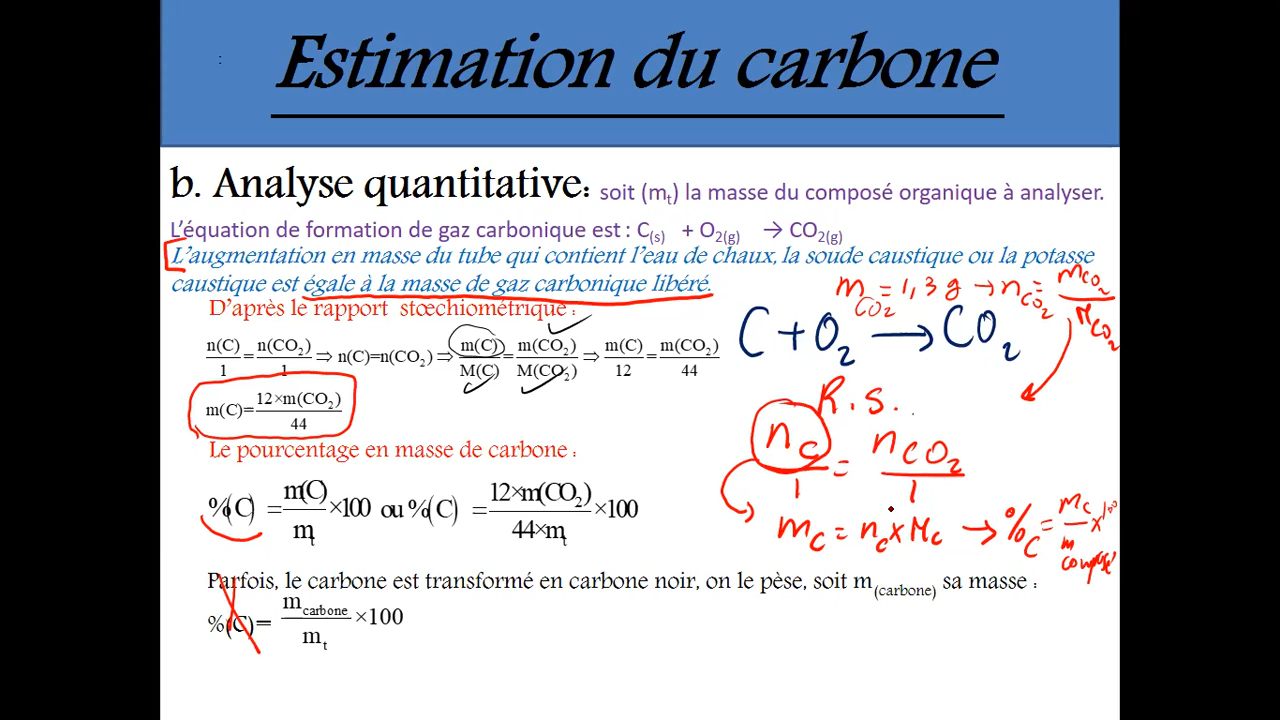 Estimation du carbone
b. Analyse quantitative: soit (mt) la masse du composé organique à analyser.
L'équation de formation de gaz carbonique est : C(s) + O2(g) → CO2(g)
L'augmentation en masse du tube qui contient l'eau de chaux, la soude caustique ou la potasse
caustique est égale à la masse de gaz carbonique libéré.
mCO2 = 1,3 g → nCO2 = mCO2 / MCO2
D'après le rapport stœchiométrique :
C + O2 → CO2
n(C)/1 = n(CO2)/1 ⇒ n(C)=n(CO2) ⇒ m(C)/M(C) = m(CO2)/M(CO2) ⇒ m(C)/12 = m(CO2)/44
R.S.
m(C)= 12×m(CO2)/44
nC/1 = nCO2/1
Le pourcentage en masse de carbone :
%(C) = m(C)/mt ×100 ou %(C) = 12×m(CO2)/44×mt ×100
mC = nC x MC → %C = mC / m composé x 100
Parfois, le carbone est transformé en carbone noir, on le pèse, soit m(carbone) sa masse :
%(C)= mcarbone/mt ×100